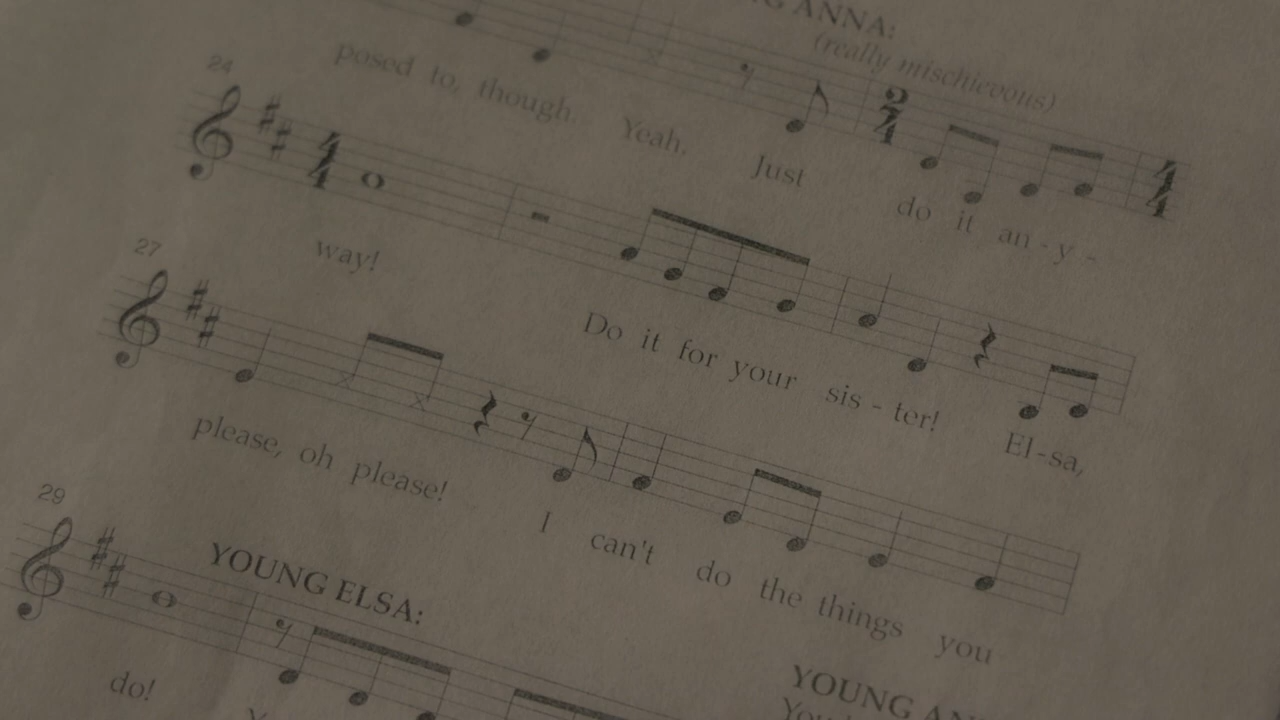 G ANNA:
(really mischievous)
posed to, though. Yeah. Just do it an - y -
24
way! Do it for your sis - ter! El-sa,
27
please, oh please! I can't do the things you
29
YOUNG ELSA:
do!
YOUNG AN